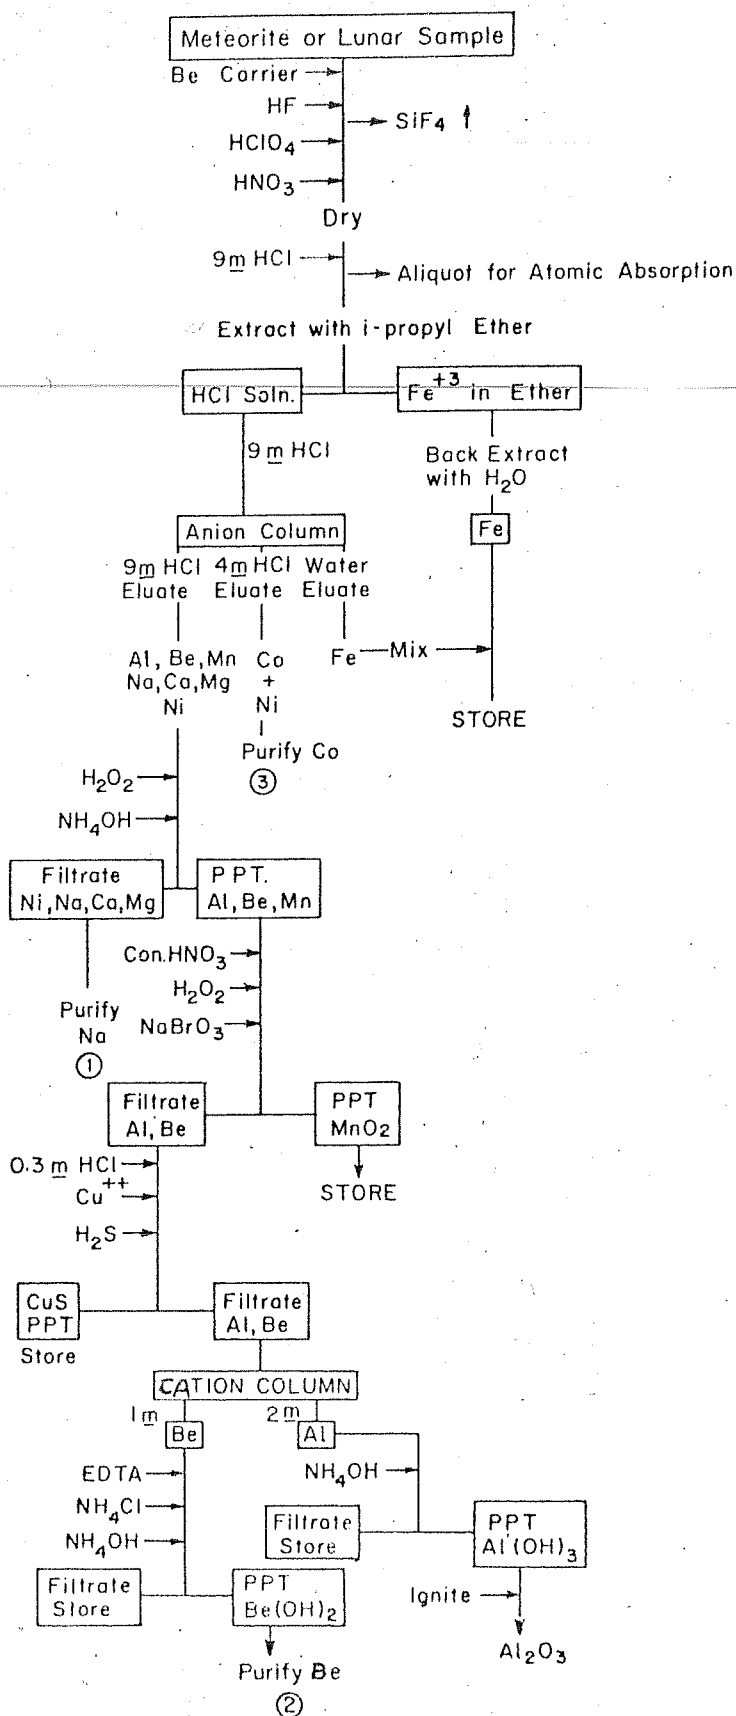 Meteorite or Lunar Sample
Be Carrier
HF
SiF4 ↑
HClO4
HNO3
Dry
9m HCl
Aliquot for Atomic Absorption
Extract with i-propyl Ether
HCl Soln.
Fe+3 in Ether
9 m HCl
Back Extract
with H2O
Fe
Anion Column
9m HCl 4m HCl Water
Eluate Eluate Eluate
Al, Be, Mn
Na, Ca, Mg
Ni
Co
+
Ni
Fe
Mix
STORE
Purify Co
3
H2O2
NH4OH
Filtrate
Ni, Na, Ca, Mg
PPT.
Al, Be, Mn
Con. HNO3
H2O2
NaBrO3
Purify
Na
1
Filtrate
Al, Be
PPT
MnO2
STORE
0.3 m HCl
Cu++
H2S
CuS
PPT
Store
Filtrate
Al, Be
CATION COLUMN
1m
2m
Be
Al
EDTA
NH4Cl
NH4OH
NH4OH
Filtrate
Store
PPT
Al(OH)3
Filtrate
Store
PPT
Be(OH)2
Ignite
Al2O3
Purify Be
2